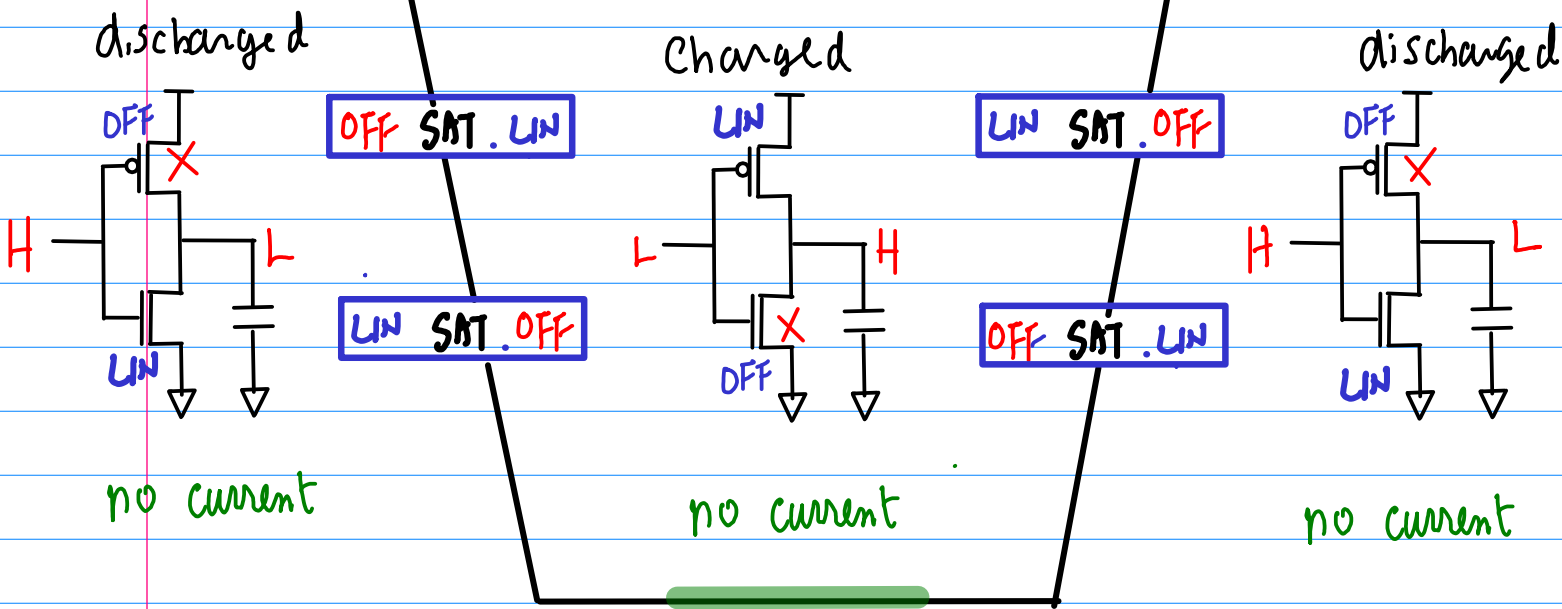 discharged
Charged
discharged
OFF
OFF SAT . LIN
LIN
LIN SAT . OFF
OFF
X
X
H
L
L
H
H
L
LIN SAT . OFF
OFF SAT . LIN
X
LIN
OFF
LIN
no current
no current
no current